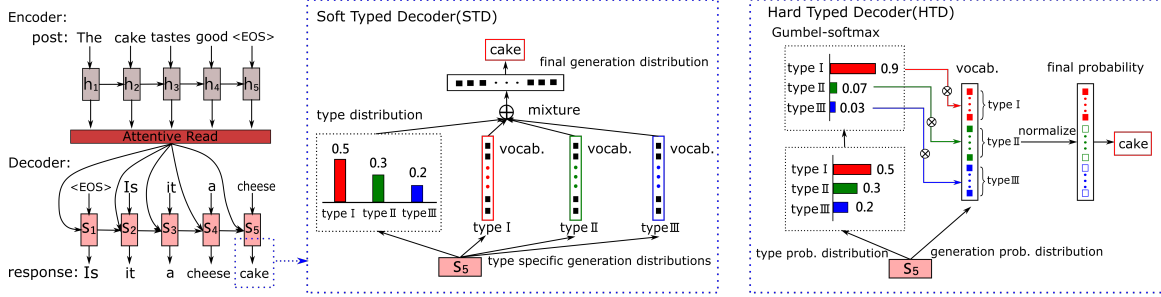 Encoder:
post: The cake tastes good <EOS>
h1 h2 h3 h4 h5
Attentive Read
Decoder:
<EOS> Is it a cheese
S1 S2 S3 S4 S5
response: Is it a cheese cake
Soft Typed Decoder(STD)
cake
final generation distribution
mixture
type distribution
0.5
0.3
0.2
type I type II type III
vocab. vocab. vocab.
type I type II type III
S5
type specific generation distributions
Hard Typed Decoder(HTD)
Gumbel-softmax
type I 0.9
type II 0.07
type III 0.03
type I 0.5
type II 0.3
type III 0.2
vocab.
type I
type II
type III
normalize
final probability
cake
type prob. distribution
generation prob. distribution
S5